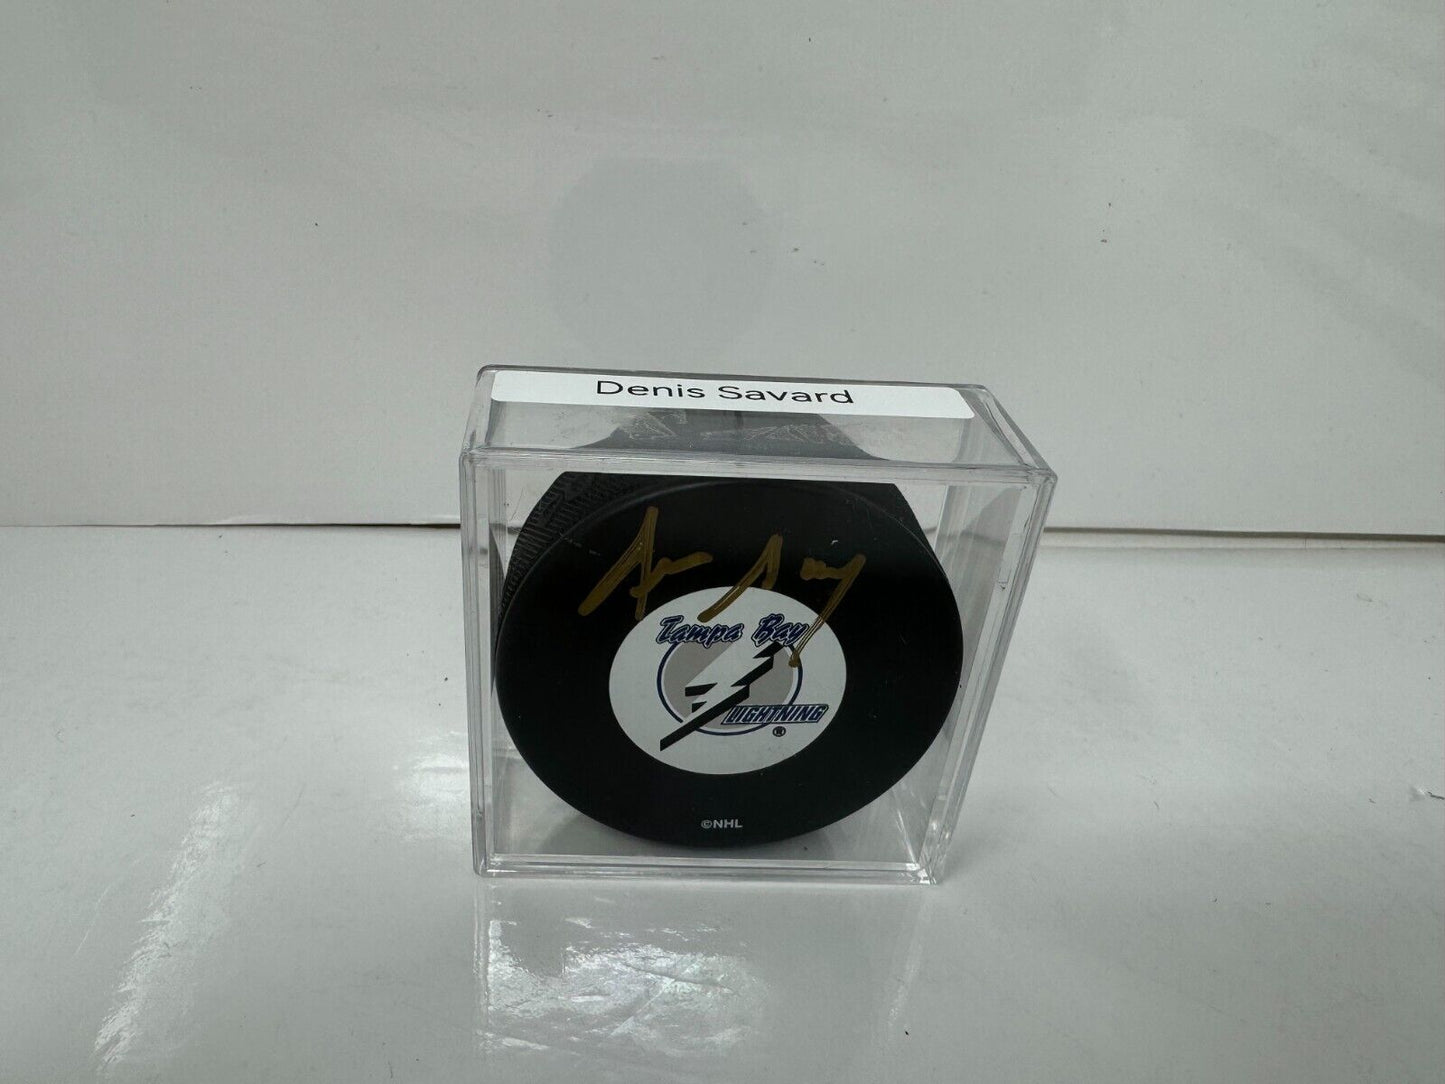 Denis Savard
Tampa Bay
LIGHTNING
®
©NHL